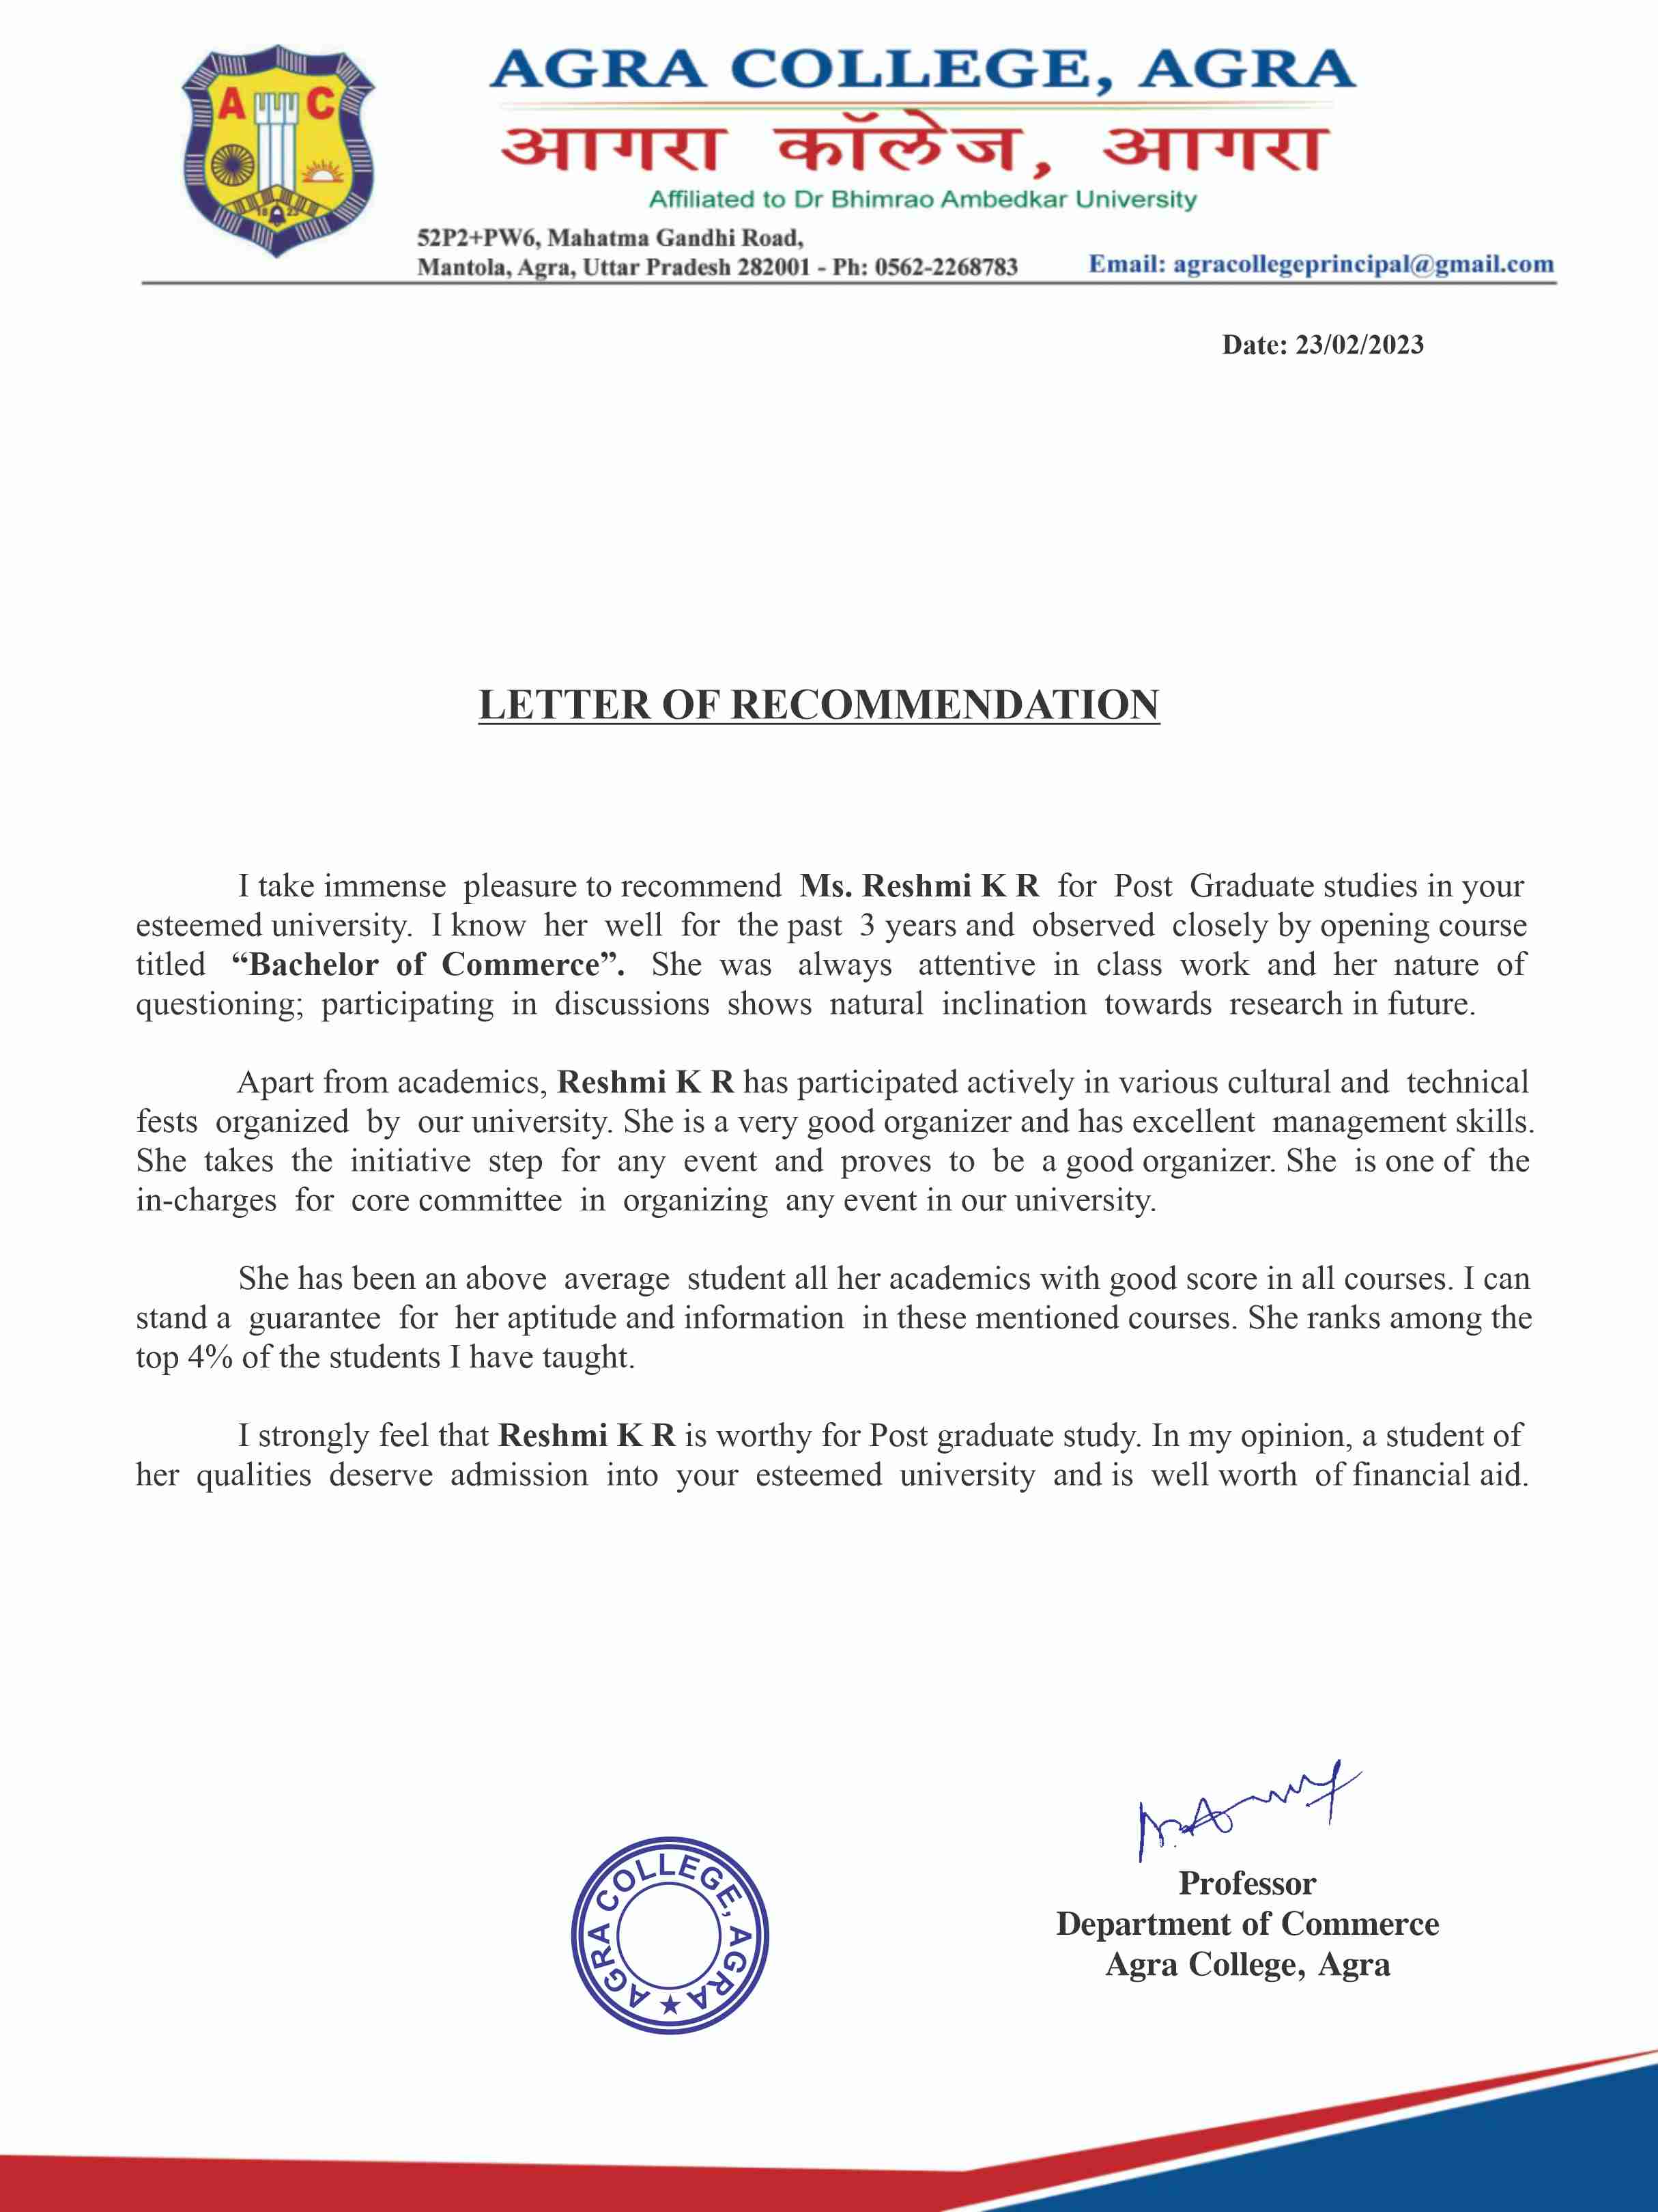 A C
18 23
AGRA COLLEGE, AGRA
आगरा कॉलेज, आगरा
Affiliated to Dr Bhimrao Ambedkar University
52P2+PW6, Mahatma Gandhi Road,
Mantola, Agra, Uttar Pradesh 282001 - Ph: 0562-2268783
Email: agracollegeprincipal@gmail.com
Date: 23/02/2023
LETTER OF RECOMMENDATION
I take immense pleasure to recommend Ms. Reshmi K R for Post Graduate studies in your
esteemed university. I know her well for the past 3 years and observed closely by opening course
titled “Bachelor of Commerce”. She was always attentive in class work and her nature of
questioning; participating in discussions shows natural inclination towards research in future.
Apart from academics, Reshmi K R has participated actively in various cultural and technical
fests organized by our university. She is a very good organizer and has excellent management skills.
She takes the initiative step for any event and proves to be a good organizer. She is one of the
in-charges for core committee in organizing any event in our university.
She has been an above average student all her academics with good score in all courses. I can
stand a guarantee for her aptitude and information in these mentioned courses. She ranks among the
top 4% of the students I have taught.
I strongly feel that Reshmi K R is worthy for Post graduate study. In my opinion, a student of
her qualities deserve admission into your esteemed university and is well worth of financial aid.
AGRA COLLEGE, AGRA
Professor
Department of Commerce
Agra College, Agra